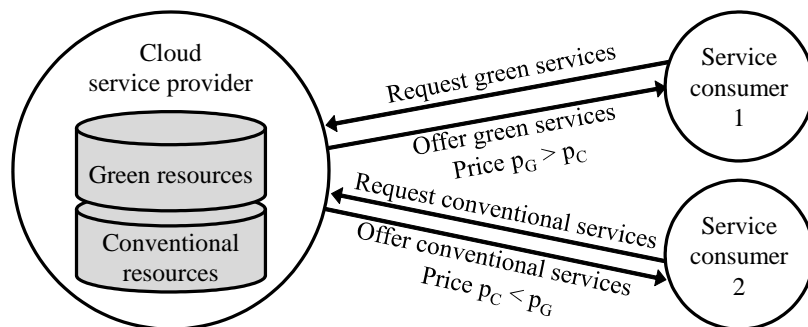 Cloud
service provider
Green resources
Conventional
resources
Request green services
Offer green services
Price p_G > p_C
Request conventional services
Offer conventional services
Price p_C < p_G
Service
consumer
1
Service
consumer
2